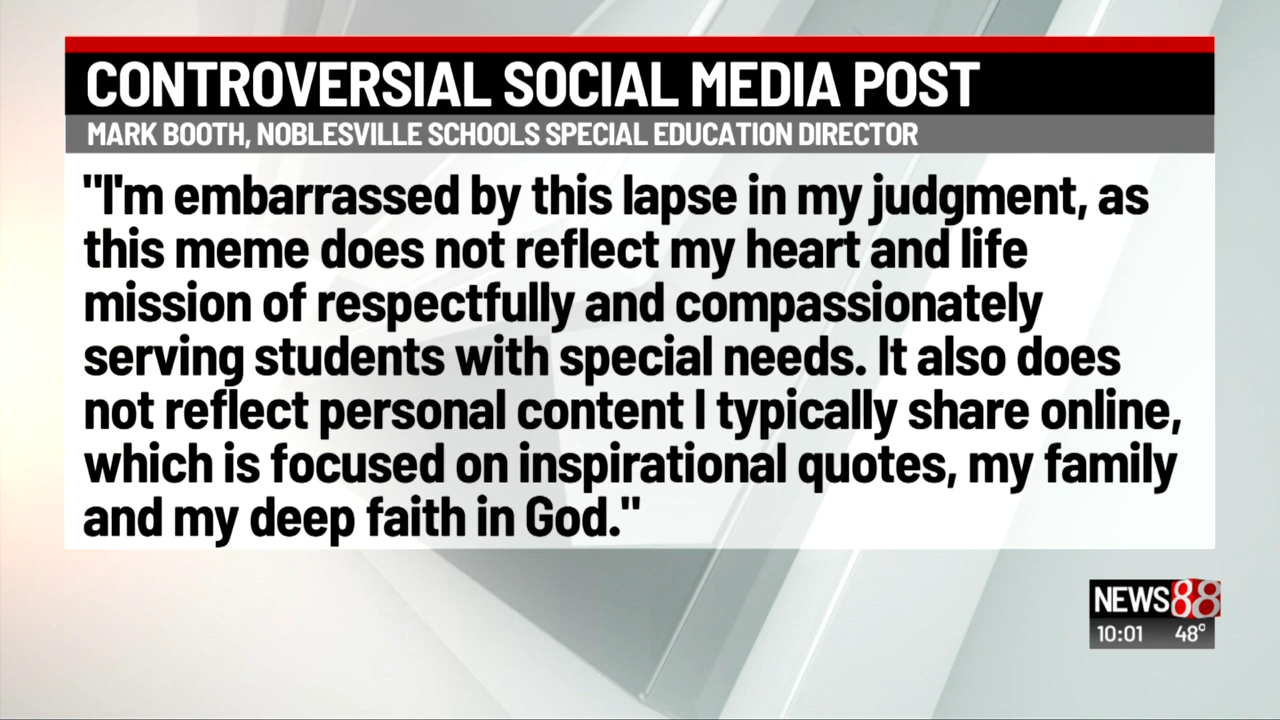 CONTROVERSIAL SOCIAL MEDIA POST
MARK BOOTH, NOBLESVILLE SCHOOLS SPECIAL EDUCATION DIRECTOR
"I'm embarrassed by this lapse in my judgment, as
this meme does not reflect my heart and life
mission of respectfully and compassionately
serving students with special needs. It also does
not reflect personal content I typically share online,
which is focused on inspirational quotes, my family
and my deep faith in God."
NEWS 88
10:01 48°